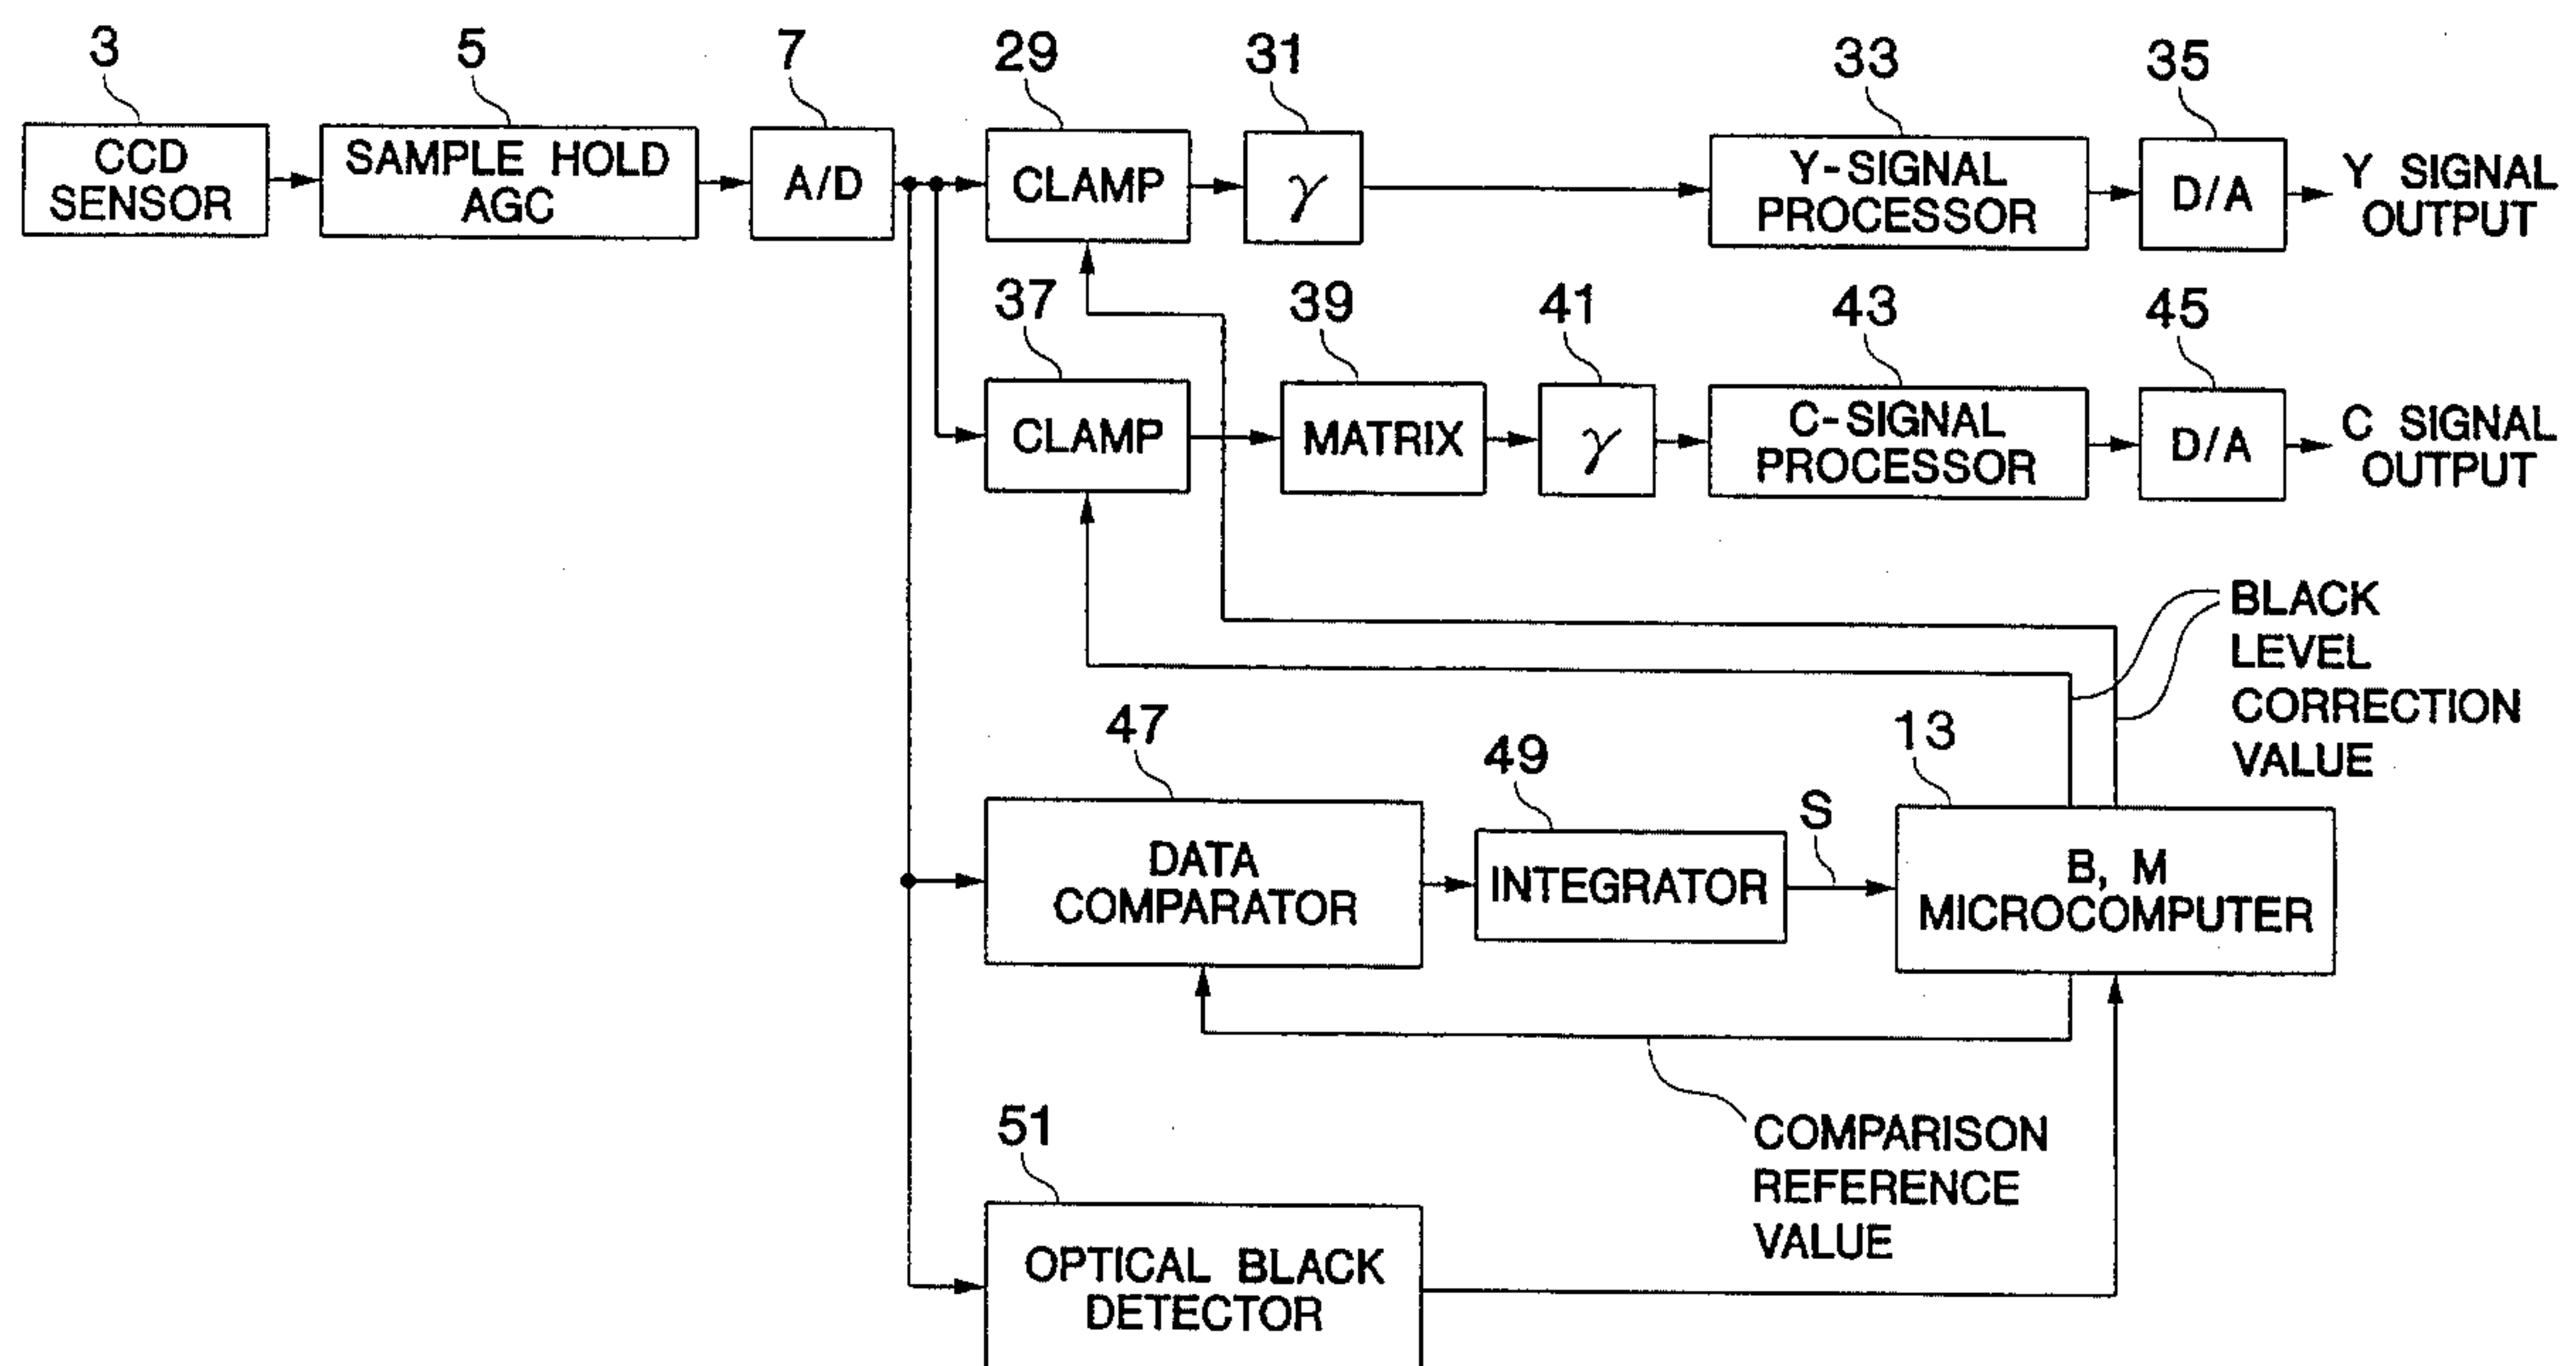 3
5
7
29
31
33
35
CCD
SENSOR
SAMPLE HOLD
AGC
A/D
CLAMP
γ
Y-SIGNAL
PROCESSOR
D/A
Y SIGNAL
OUTPUT
37
39
41
43
45
CLAMP
MATRIX
γ
C-SIGNAL
PROCESSOR
D/A
C SIGNAL
OUTPUT
BLACK
LEVEL
CORRECTION
VALUE
47
49
S
13
DATA
COMPARATOR
INTEGRATOR
B, M
MICROCOMPUTER
COMPARISON
REFERENCE
VALUE
51
OPTICAL BLACK
DETECTOR